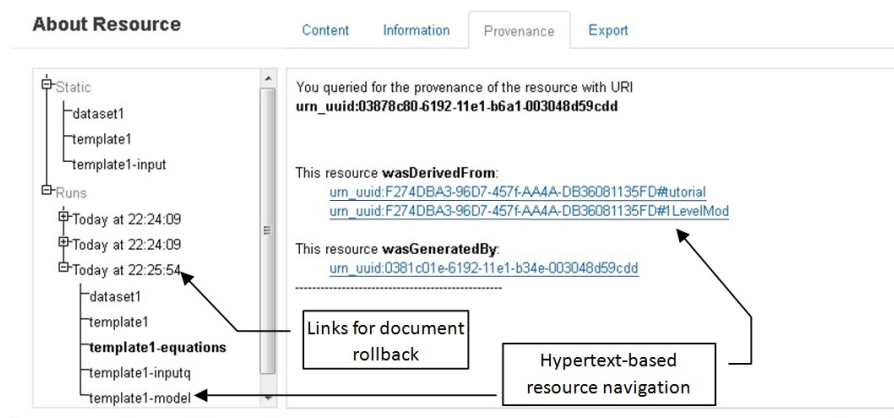 About Resource
Content Information Provenance Export
Static
dataset1
template1
template1-input
Runs
Today at 22:24:09
Today at 22:24:09
Today at 22:25:54
dataset1
template1
template1-equations
template1-inputq
template1-model
You queried for the provenance of the resource with URI
urn_uuid:03878c80-6192-11e1-b6a1-003048d59cdd
This resource wasDerivedFrom:
urn_uuid:F274DBA3-96D7-457f-AA4A-DB36081135FD#tutorial
urn_uuid:F274DBA3-96D7-457f-AA4A-DB36081135FD#1LevelMod
This resource wasGeneratedBy:
urn_uuid:0381c01e-6192-11e1-b34e-003048d59cdd
------------------------------------------------
Links for document
rollback
Hypertext-based
resource navigation